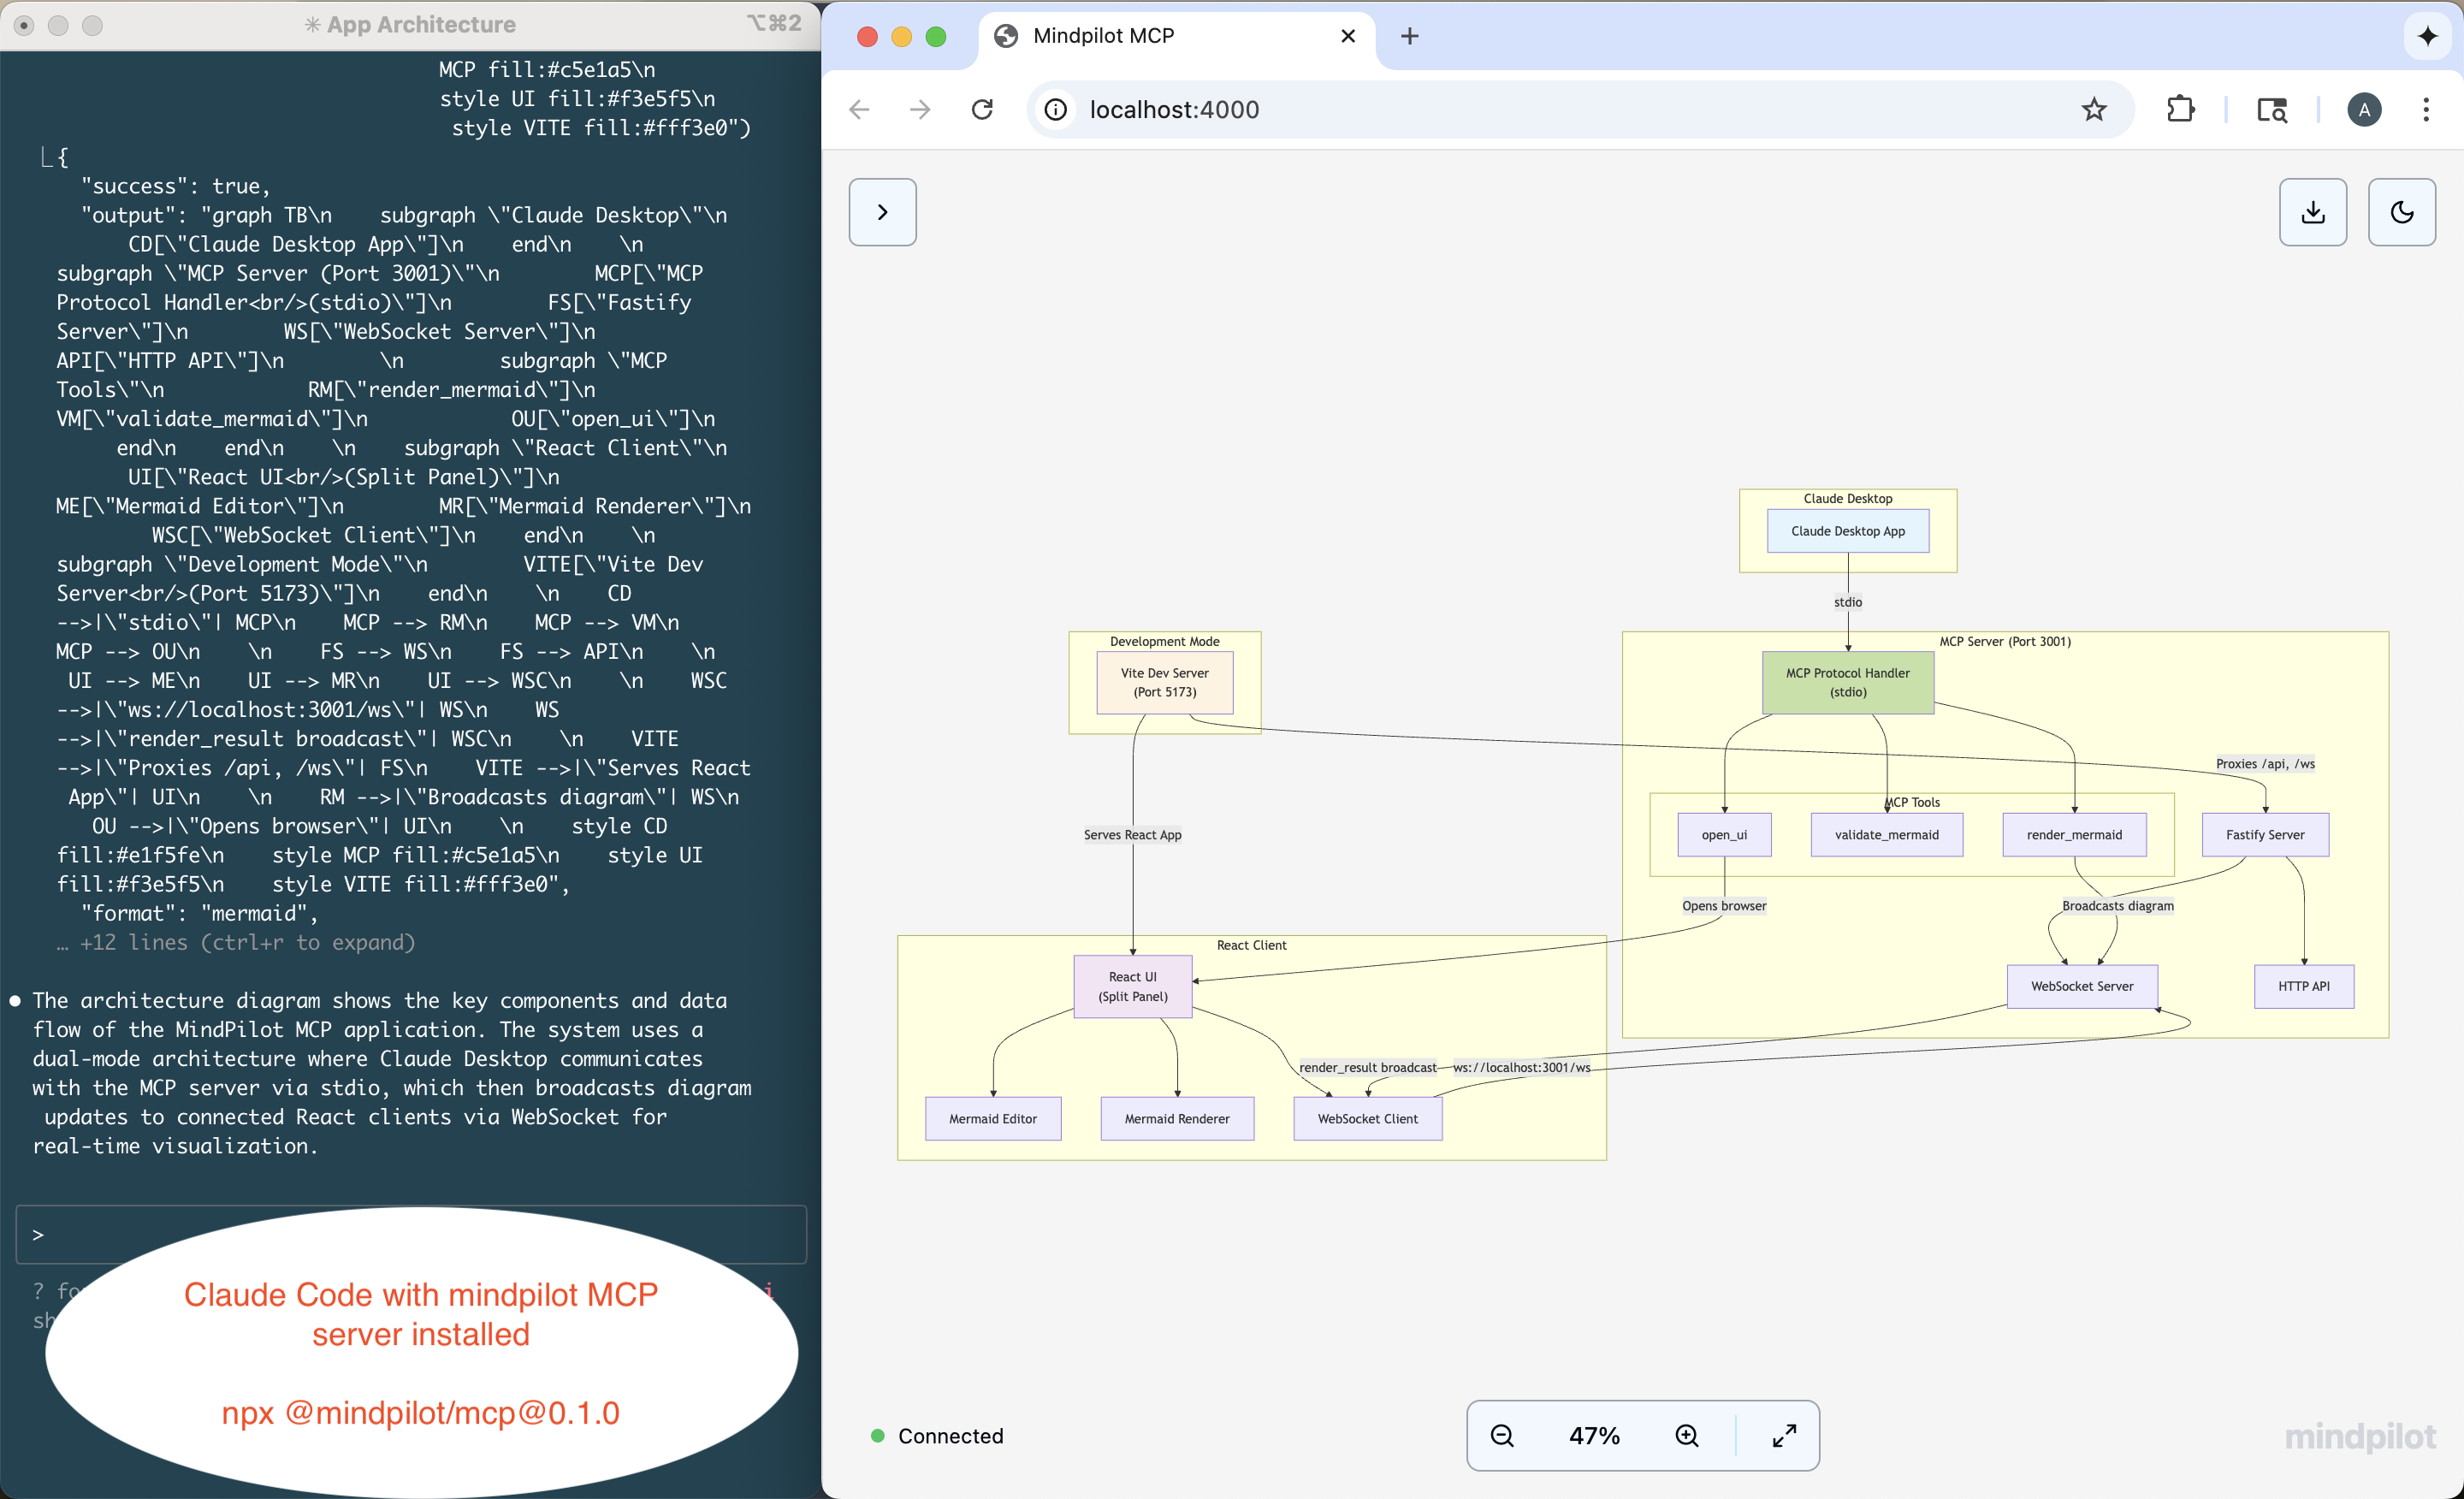 ✳ App Architecture
⌥⌘2
MCP fill:#c5e1a5\n
style UI fill:#f3e5f5\n
style VITE fill:#fff3e0")
{
"success": true,
"output": "graph TB\n    subgraph \"Claude Desktop\"\n
CD[\"Claude Desktop App\"]\n    end\n    \n
subgraph \"MCP Server (Port 3001)\"\n        MCP[\"MCP
Protocol Handler<br/>(stdio)\"]\n        FS[\"Fastify
Server\"]\n        WS[\"WebSocket Server\"]\n
API[\"HTTP API\"]\n        \n        subgraph \"MCP
Tools\"\n            RM[\"render_mermaid\"]\n
VM[\"validate_mermaid\"]\n            OU[\"open_ui\"]\n
end\n    end\n    \n    subgraph \"React Client\"\n
UI[\"React UI<br/>(Split Panel)\"]\n
ME[\"Mermaid Editor\"]\n        MR[\"Mermaid Renderer\"]\n
WSC[\"WebSocket Client\"]\n    end\n    \n
subgraph \"Development Mode\"\n        VITE[\"Vite Dev
Server<br/>(Port 5173)\"]\n    end\n    \n    CD
-->|\"stdio\"| MCP\n    MCP --> RM\n    MCP --> VM\n
MCP --> OU\n    \n    FS --> WS\n    FS --> API\n    \n
UI --> ME\n    UI --> MR\n    UI --> WSC\n    \n    WSC
-->|\"ws://localhost:3001/ws\"| WS\n    WS
-->|\"render_result broadcast\"| WSC\n    \n    VITE
-->|\"Proxies /api, /ws\"| FS\n    VITE -->|\"Serves React
App\"| UI\n    \n    RM -->|\"Broadcasts diagram\"| WS\n
OU -->|\"Opens browser\"| UI\n    \n    style CD
fill:#e1f5fe\n    style MCP fill:#c5e1a5\n    style UI
fill:#f3e5f5\n    style VITE fill:#fff3e0",
"format": "mermaid",
… +12 lines (ctrl+r to expand)
The architecture diagram shows the key components and data
flow of the MindPilot MCP application. The system uses a
dual-mode architecture where Claude Desktop communicates
with the MCP server via stdio, which then broadcasts diagram
updates to connected React clients via WebSocket for
real-time visualization.
>
?
Claude Code with mindpilot MCP
server installed
npx @mindpilot/mcp@0.1.0
Mindpilot MCP
localhost:4000
A
Claude Desktop
Claude Desktop App
stdio
Development Mode
Vite Dev Server
(Port 5173)
MCP Server (Port 3001)
MCP Protocol Handler
(stdio)
Proxies /api, /ws
MCP Tools
open_ui
validate_mermaid
render_mermaid
Fastify Server
Serves React App
Opens browser
Broadcasts diagram
React Client
React UI
(Split Panel)
WebSocket Server
HTTP API
render_result broadcast
ws://localhost:3001/ws
Mermaid Editor
Mermaid Renderer
WebSocket Client
Connected
47%
mindpilot